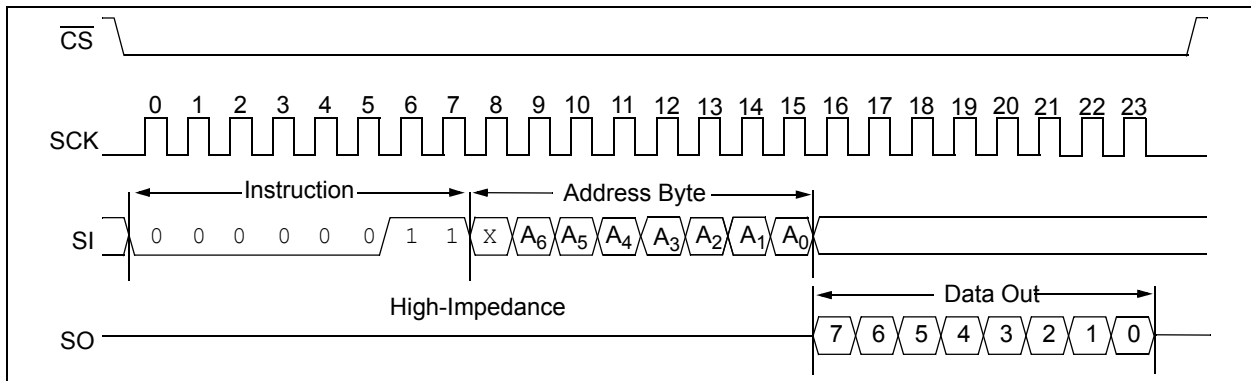 CS
0 1 2 3 4 5 6 7 8 9 10 11 12 13 14 15 16 17 18 19 20 21 22 23
SCK
Instruction Address Byte
SI 0 0 0 0 0 0 1 1 X A6 A5 A4 A3 A2 A1 A0
High-Impedance Data Out
SO 7 6 5 4 3 2 1 0